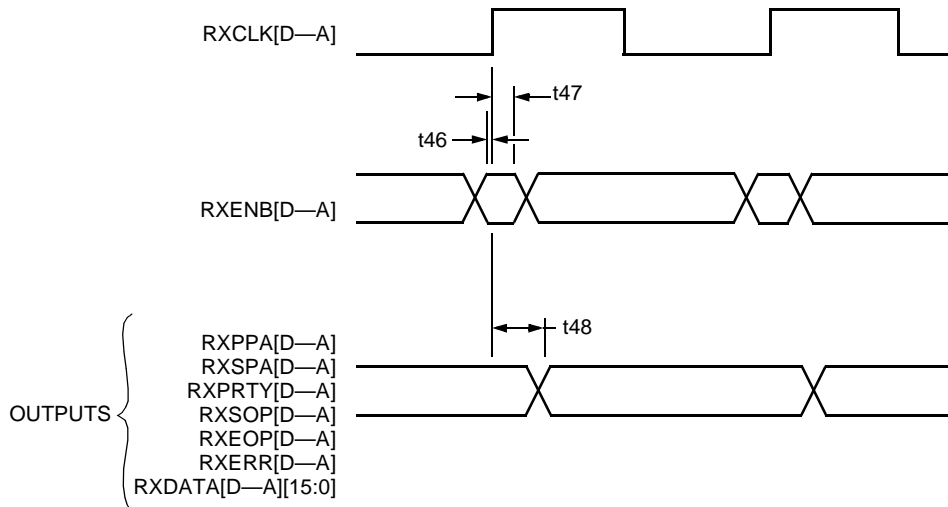 RXCLK[D—A]
t47
t46
RXENB[D—A]
t48
RXPPA[D—A]
RXSPA[D—A]
RXPRTY[D—A]
OUTPUTS
RXSOP[D—A]
RXEOP[D—A]
RXERR[D—A]
RXDATA[D—A][15:0]